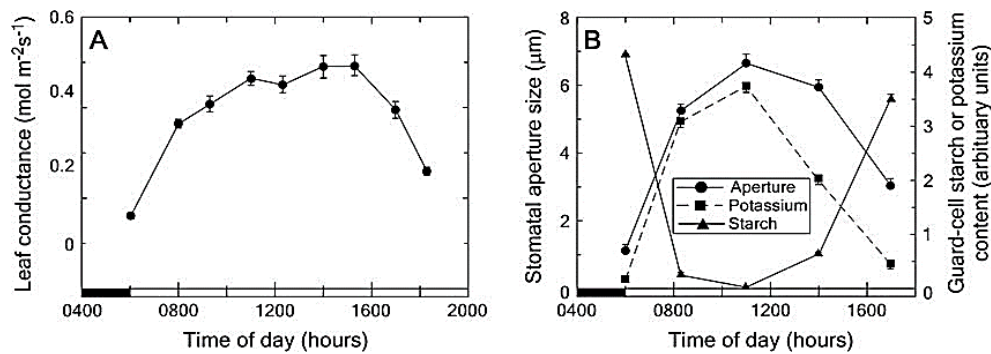 A
Leaf conductance (mol m-2s-1)
0.6
0.4
0.2
0
0400 0800 1200 1600 2000
Time of day (hours)
B
Stomatal aperture size (μm)
8
6
4
2
0
Aperture
Potassium
Starch
5
4
3
2
1
0
Guard-cell starch or potassium
content (arbituary units)
0400 0800 1200 1600
Time of day (hours)